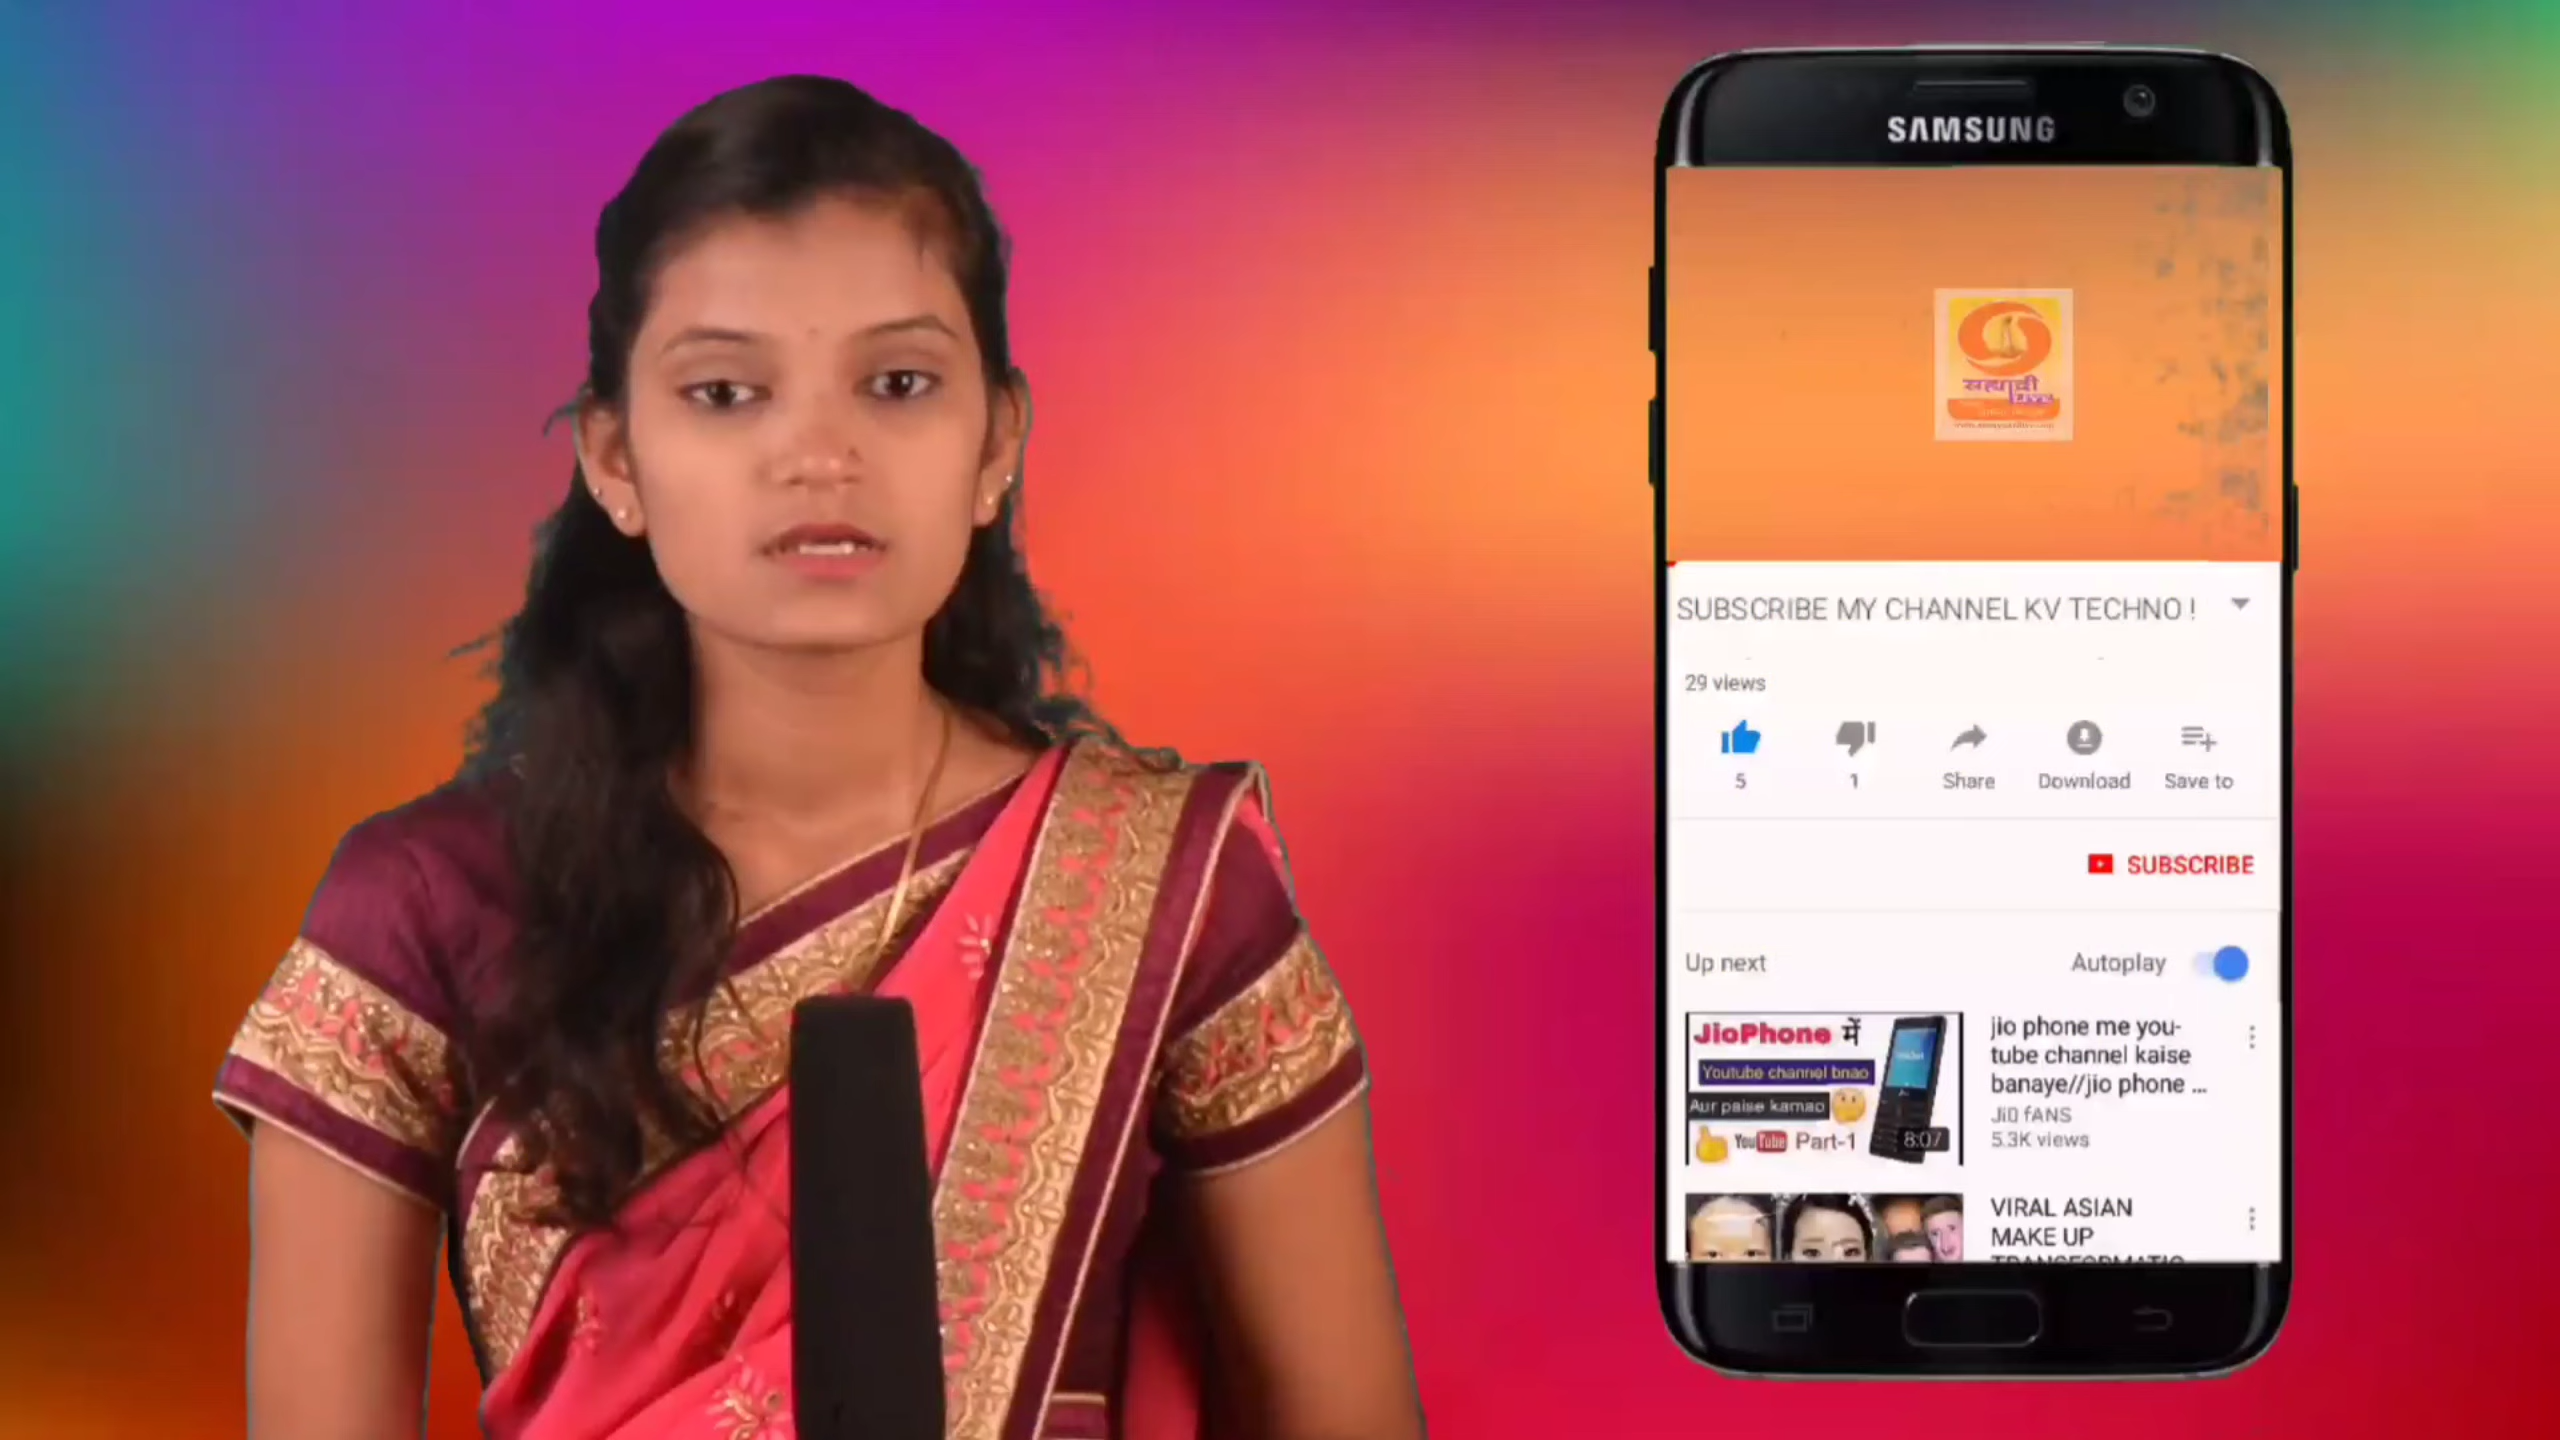 SAMSUNG
सह्याद्री
LIVE
SUBSCRIBE MY CHANNEL KV TECHNO !
29 views
5
1
Share
Download
Save to
SUBSCRIBE
Up next
Autoplay
JioPhone में
Youtube channel bnao
Aur paise kamao
YouTube Part-1
8:07
jio phone me you-
tube channel kaise
banaye//jio phone ...
JiO fANS
5.3K views
VIRAL ASIAN
MAKE UP